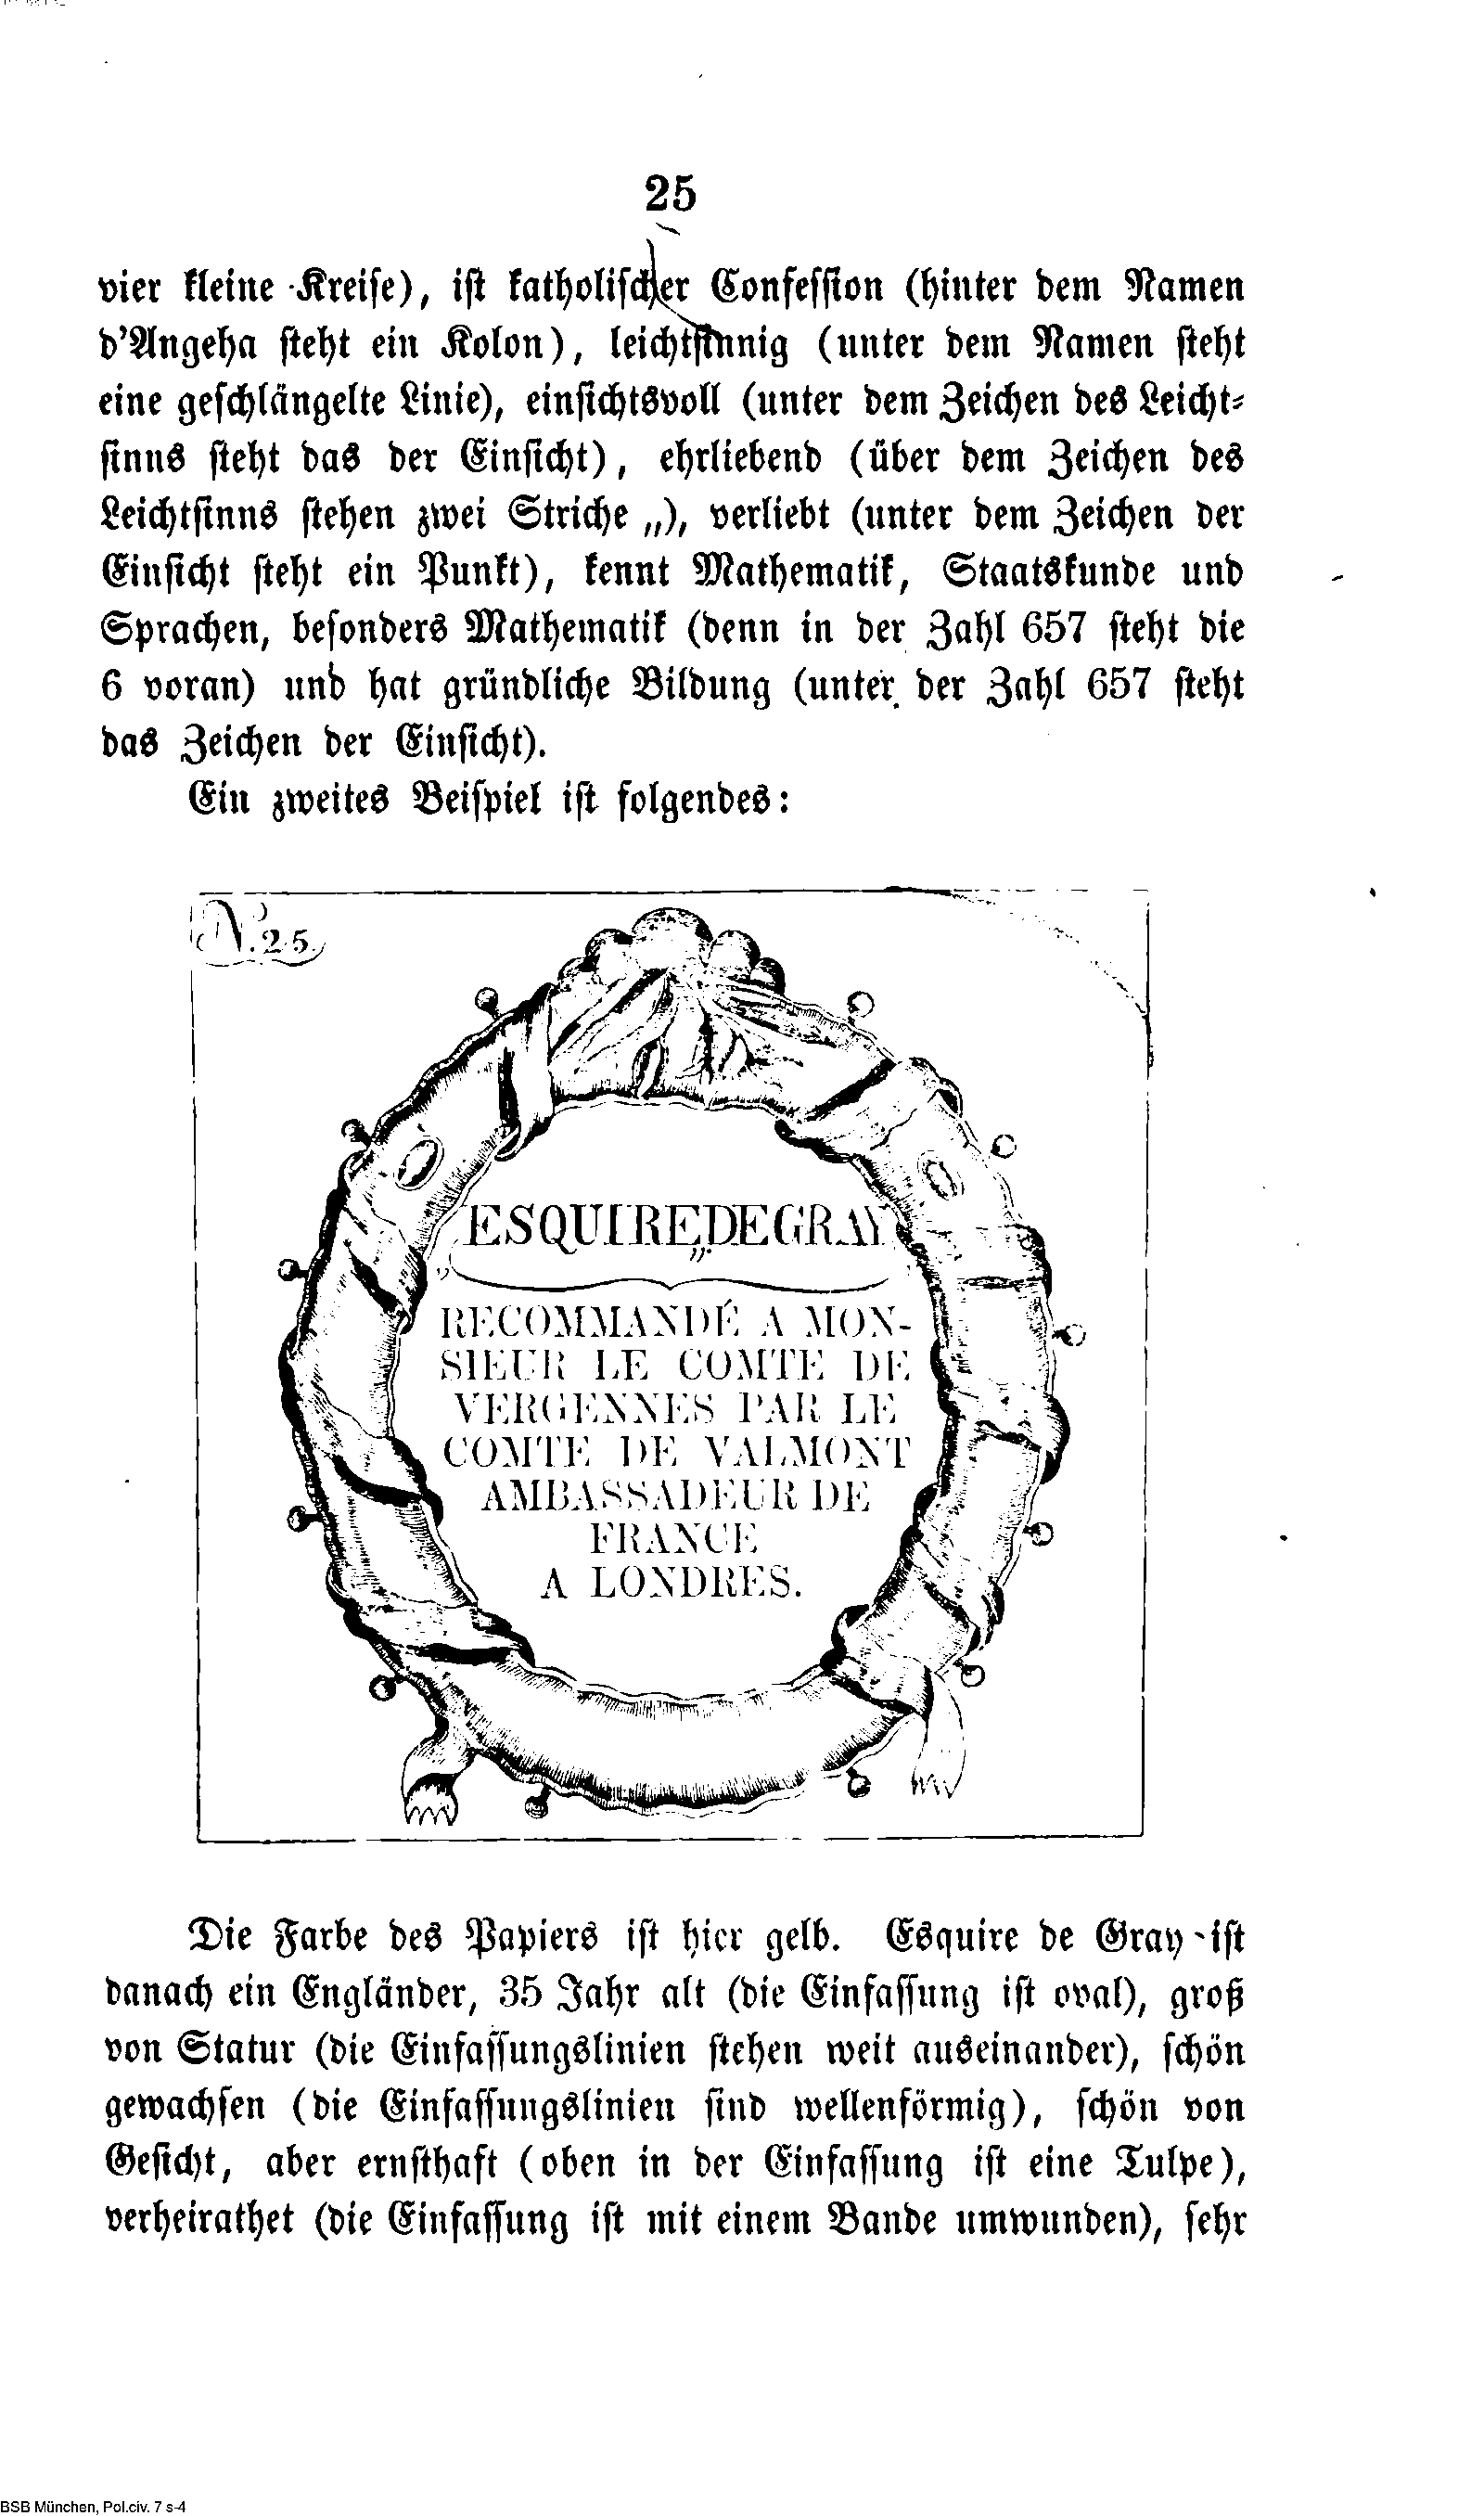 25
vier kleine Kreise), ist katholischer Confession (hinter dem Namen
d'Angeha steht ein Kolon), leichtsinnig (unter dem Namen steht
eine geschlängelte Linie), einsichtsvoll (unter dem Zeichen des Leicht-
sinns steht das der Einsicht), ehrliebend (über dem Zeichen des
Leichtsinns stehen zwei Striche „), verliebt (unter dem Zeichen der
Einsicht steht ein Punkt), kennt Mathematik, Staatskunde und
Sprachen, besonders Mathematik (denn in der Zahl 657 steht die
6 voran) und hat gründliche Bildung (unter der Zahl 657 steht
das Zeichen der Einsicht).
Ein zweites Beispiel ist folgendes:
N.º 25.
ESQUIRE DE GRAY
RECOMMANDÉ A MON-
SIEUR LE COMTE DE
VERGENNES PAR LE
COMTE DE VALMONT
AMBASSADEUR DE
FRANCE
A LONDRES.
Die Farbe des Papiers ist hier gelb. Esquire de Gray ist
danach ein Engländer, 35 Jahr alt (die Einfassung ist oval), groß
von Statur (die Einfassungslinien stehen weit auseinander), schön
gewachsen (die Einfassungslinien sind wellenförmig), schön von
Gesicht, aber ernsthaft (oben in der Einfassung ist eine Tulpe),
verheirathet (die Einfassung ist mit einem Bande umwunden), sehr
BSB München, Pol.civ. 7 s-4